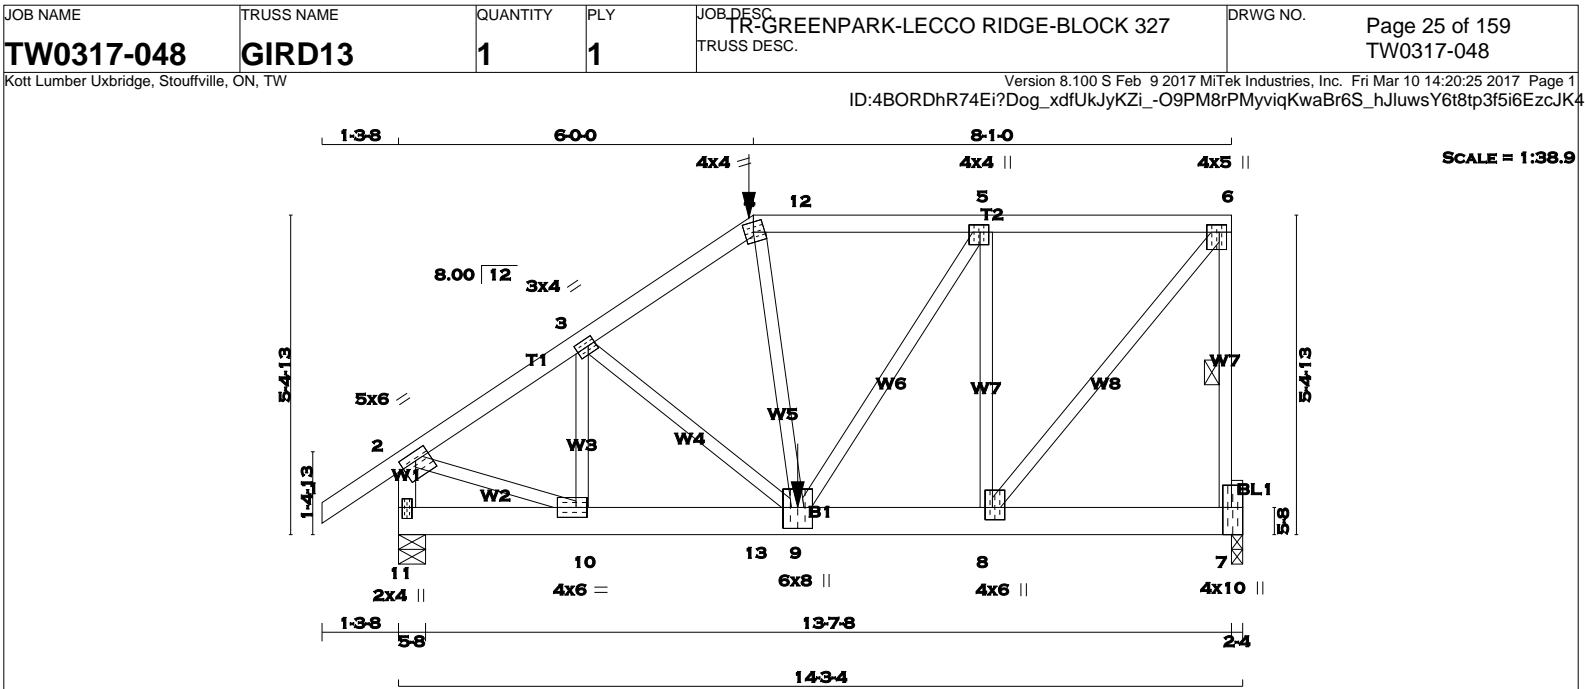 JOB NAME TRUSS NAME QUANTITY PLY JOB DESC. DRWG NO.
TR-GREENPARK-LECCO RIDGE-BLOCK 327 Page 25 of 159
TW0317-048 GIRD13 1 1 TRUSS DESC. TW0317-048
Kott Lumber Uxbridge, Stouffville, ON, TW Version 8.100 S Feb 9 2017 MiTek Industries, Inc. Fri Mar 10 14:20:25 2017 Page 1
ID:4BORDhR74Ei?Dog_xdfUkJyKZi_-O9PM8rPMyviqKwaBr6S_hJluwsY6t8tp3f5i6EzcJK4
1-3-8 6-0-0 8-1-0
4x4 4x4 || 4x5 || SCALE = 1:38.9
12 5 6
T2
8.00 12
3x4
3
T1
5-4-13 5-4-13
W7
W6 W7 W8
5x6
W5
2 W3 W4
W1
1-4-13 W2
BL1
B1 5-8
11 10 13 9 8 7
2x4 || 4x6 = 6x8 || 4x6 || 4x10 ||
1-3-8 13-7-8
5-8 2-4
14-3-4